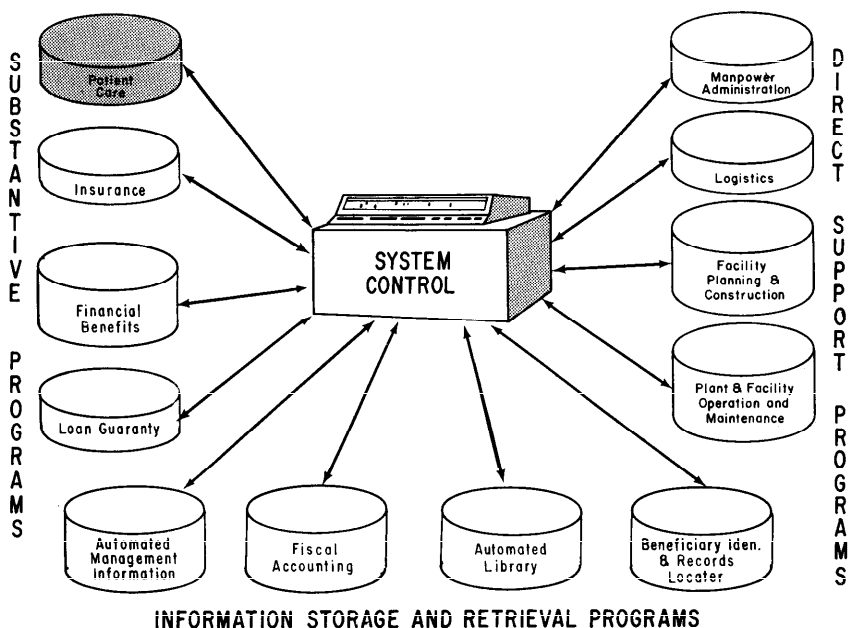 SUBSTANTIVE PROGRAMS
Patient
Care
Insurance
Financial
Benefits
Loan Guaranty
SYSTEM
CONTROL
Manpower
Administration
Logistics
Facility
Planning &
Construction
Plant & Facility
Operation and
Maintenance
DIRECT SUPPORT PROGRAMS
Automated
Management
Information
Fiscal
Accounting
Automated
Library
Beneficiary Iden.
& Records
Locater
INFORMATION STORAGE AND RETRIEVAL PROGRAMS